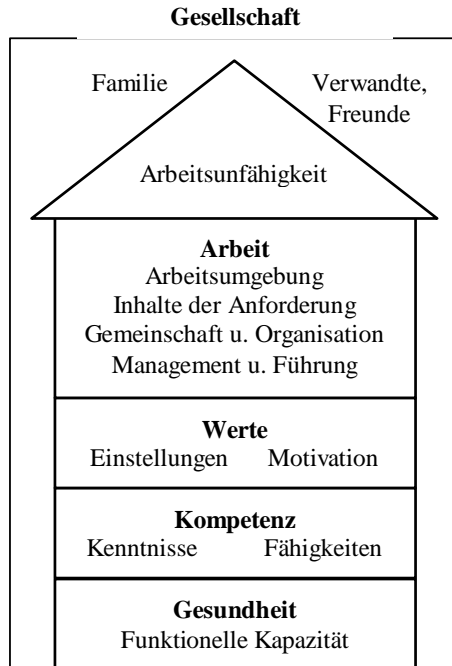 Gesellschaft
Familie
Verwandte,
Freunde
Arbeitsunfähigkeit
Arbeit
Arbeitsumgebung
Inhalte der Anforderung
Gemeinschaft u. Organisation
Management u. Führung
Werte
Einstellungen Motivation
Kompetenz
Kenntnisse Fähigkeiten
Gesundheit
Funktionelle Kapazität